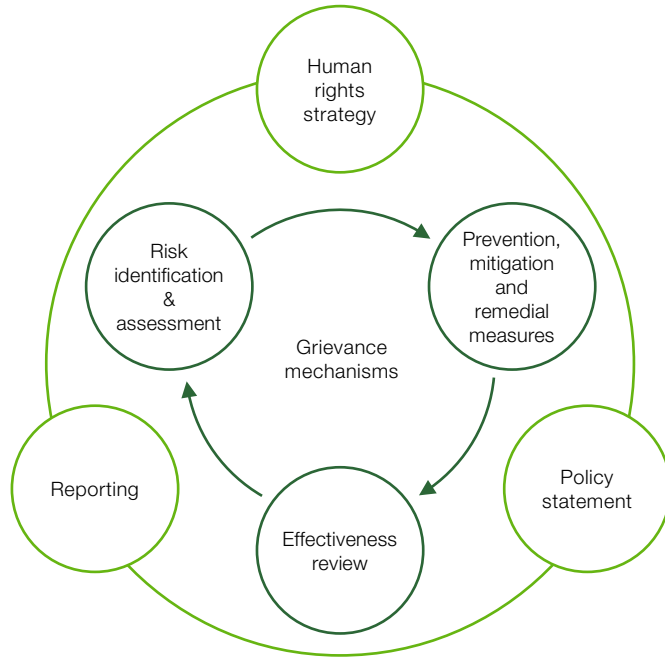 Human
rights
strategy
Risk
identification
&
assessment
Prevention,
mitigation
and
remedial
measures
Grievance
mechanisms
Reporting
Policy
statement
Effectiveness
review